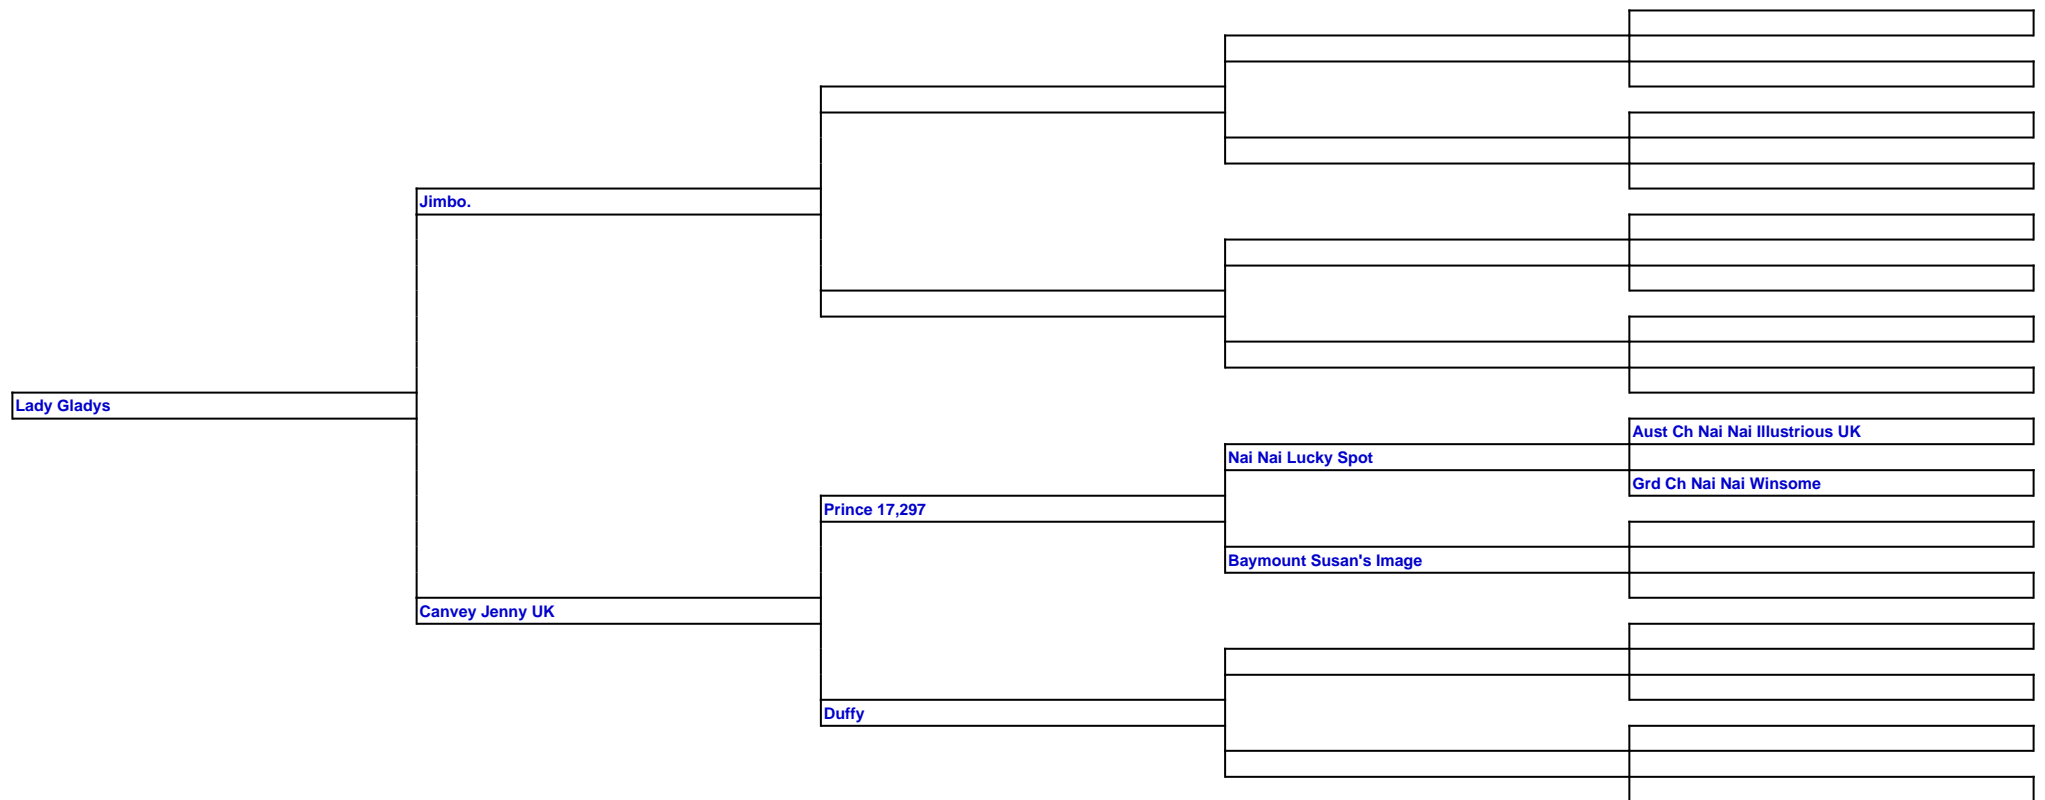 Jimbo.
Lady Gladys
Aust Ch Nai Nai Illustrious UK
Nai Nai Lucky Spot
Grd Ch Nai Nai Winsome
Prince 17,297
Baymount Susan's Image
Canvey Jenny UK
Duffy